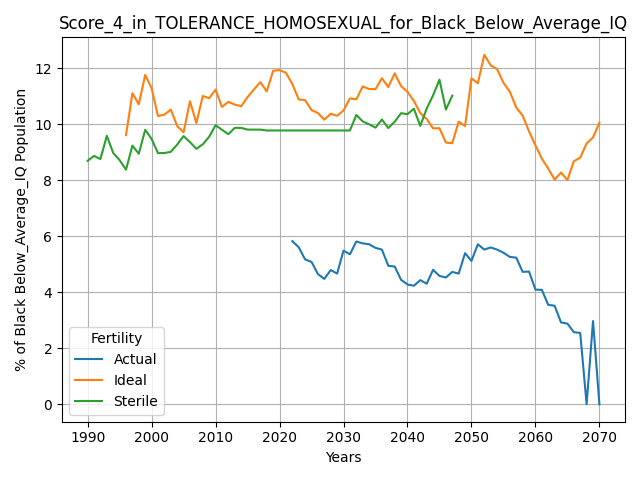 Score_4_in_TOLERANCE_HOMOSEXUAL_for_Black_Below_Average_IQ
% of Black Below_Average_IQ Population
12
10
8
6
4
2
0
Fertility
Actual
Ideal
Sterile
1990 2000 2010 2020 2030 2040 2050 2060 2070
Years